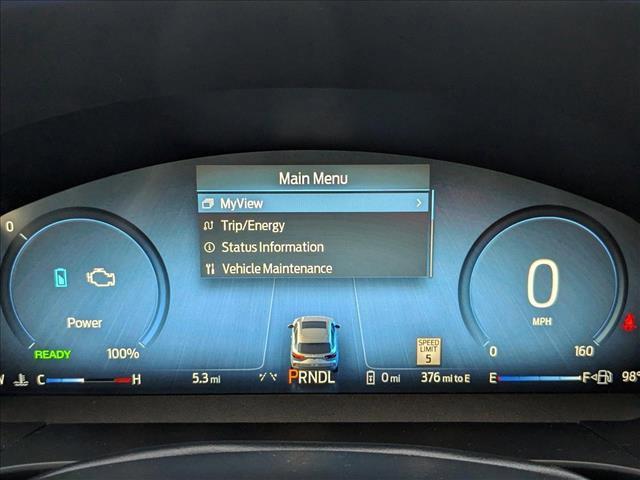 Main Menu
MyView
Trip/Energy
Status Information
Vehicle Maintenance
0
Power
READY
100%
0
MPH
0
160
SPEED
LIMIT
5
W
C
H
5.3 mi
PRNDL
0 mi
376 mi to E
E
F
98°